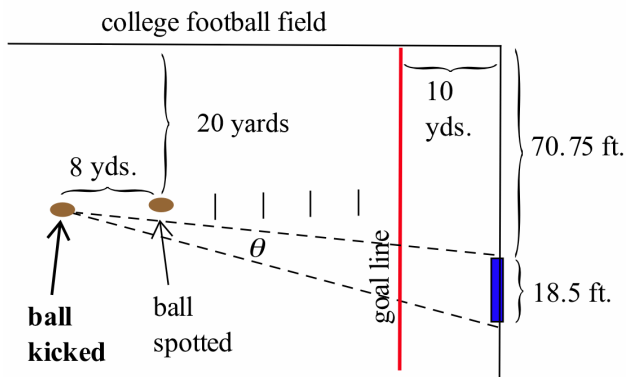 college football field
10
yds.
20 yards
70.75 ft.
8 yds.
θ
goal line
18.5 ft.
ball
kicked
ball
spotted